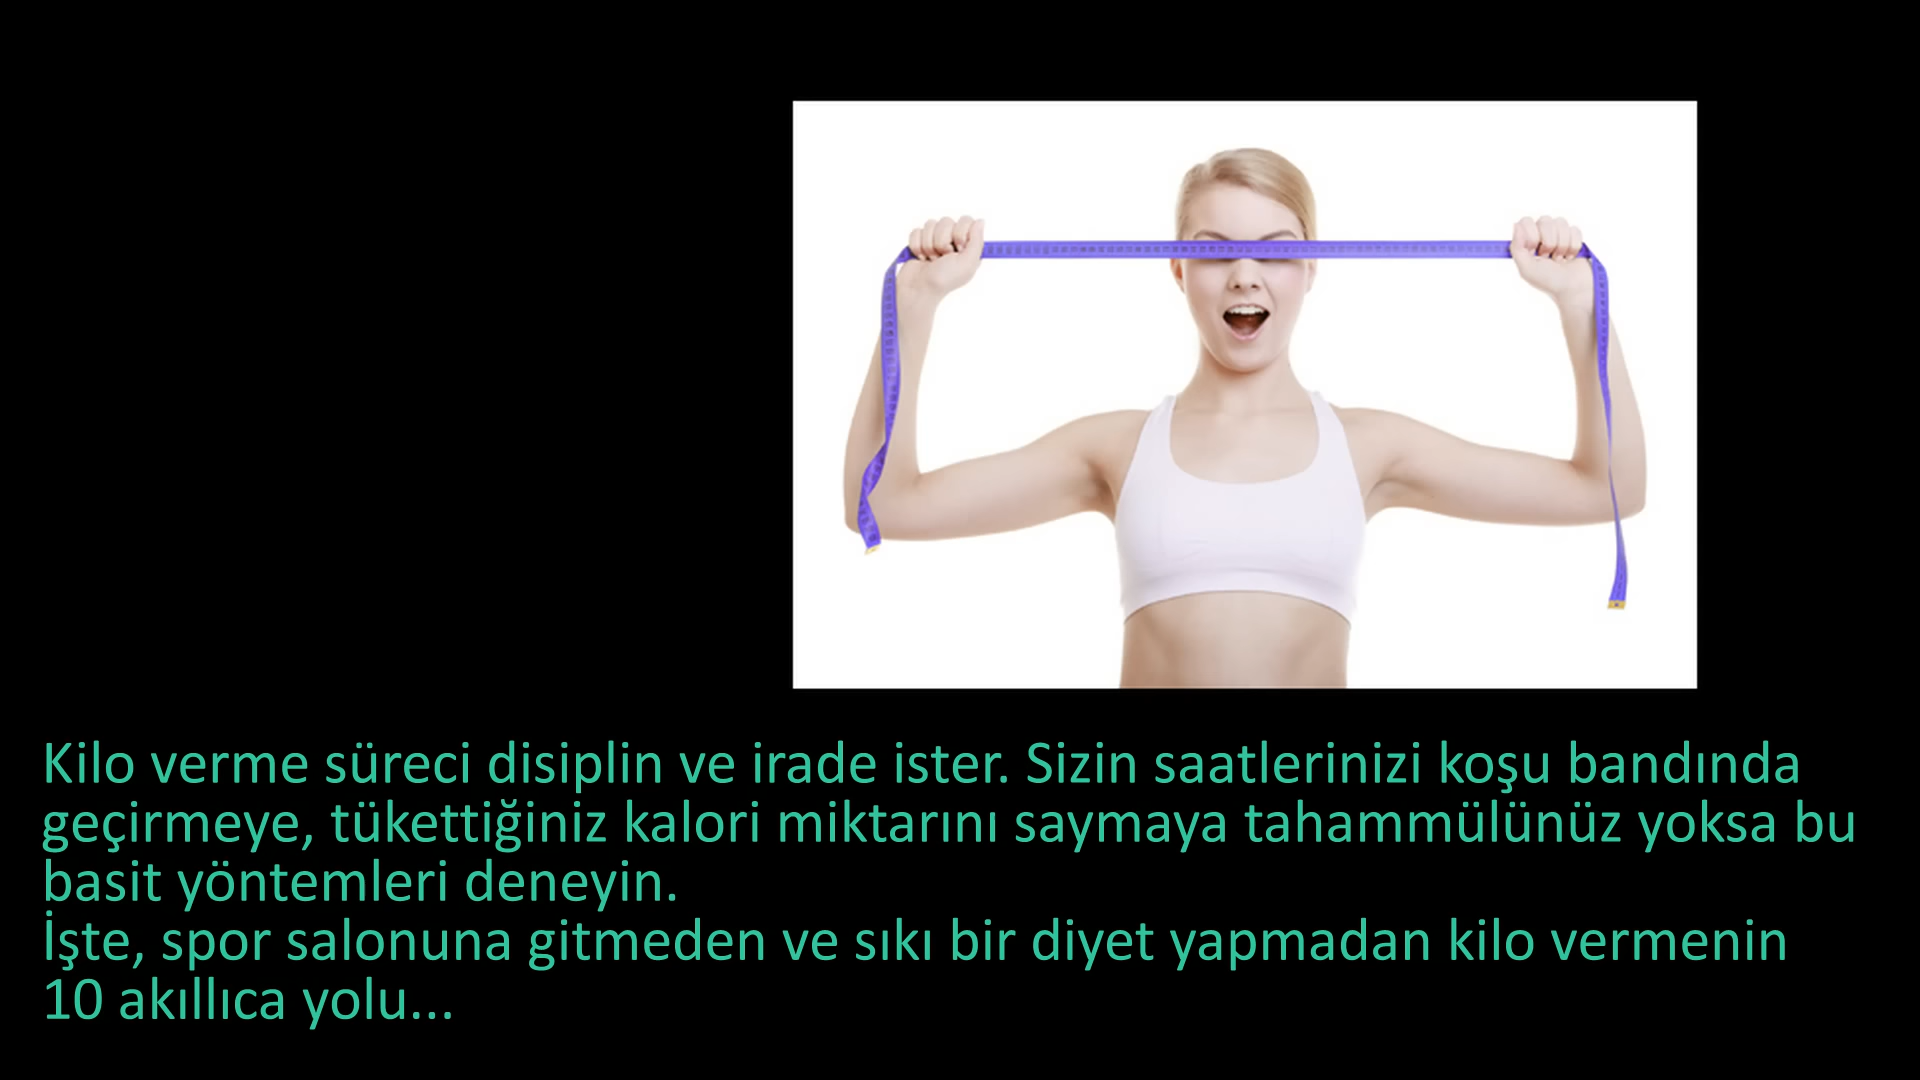 Kilo verme süreci disiplin ve irade ister. Sizin saatlerinizi koşu bandında
geçirmeye, tükettiğiniz kalori miktarını saymaya tahammülünüz yoksa bu
basit yöntemleri deneyin.
İşte, spor salonuna gitmeden ve sıkı bir diyet yapmadan kilo vermenin
10 akıllıca yolu...